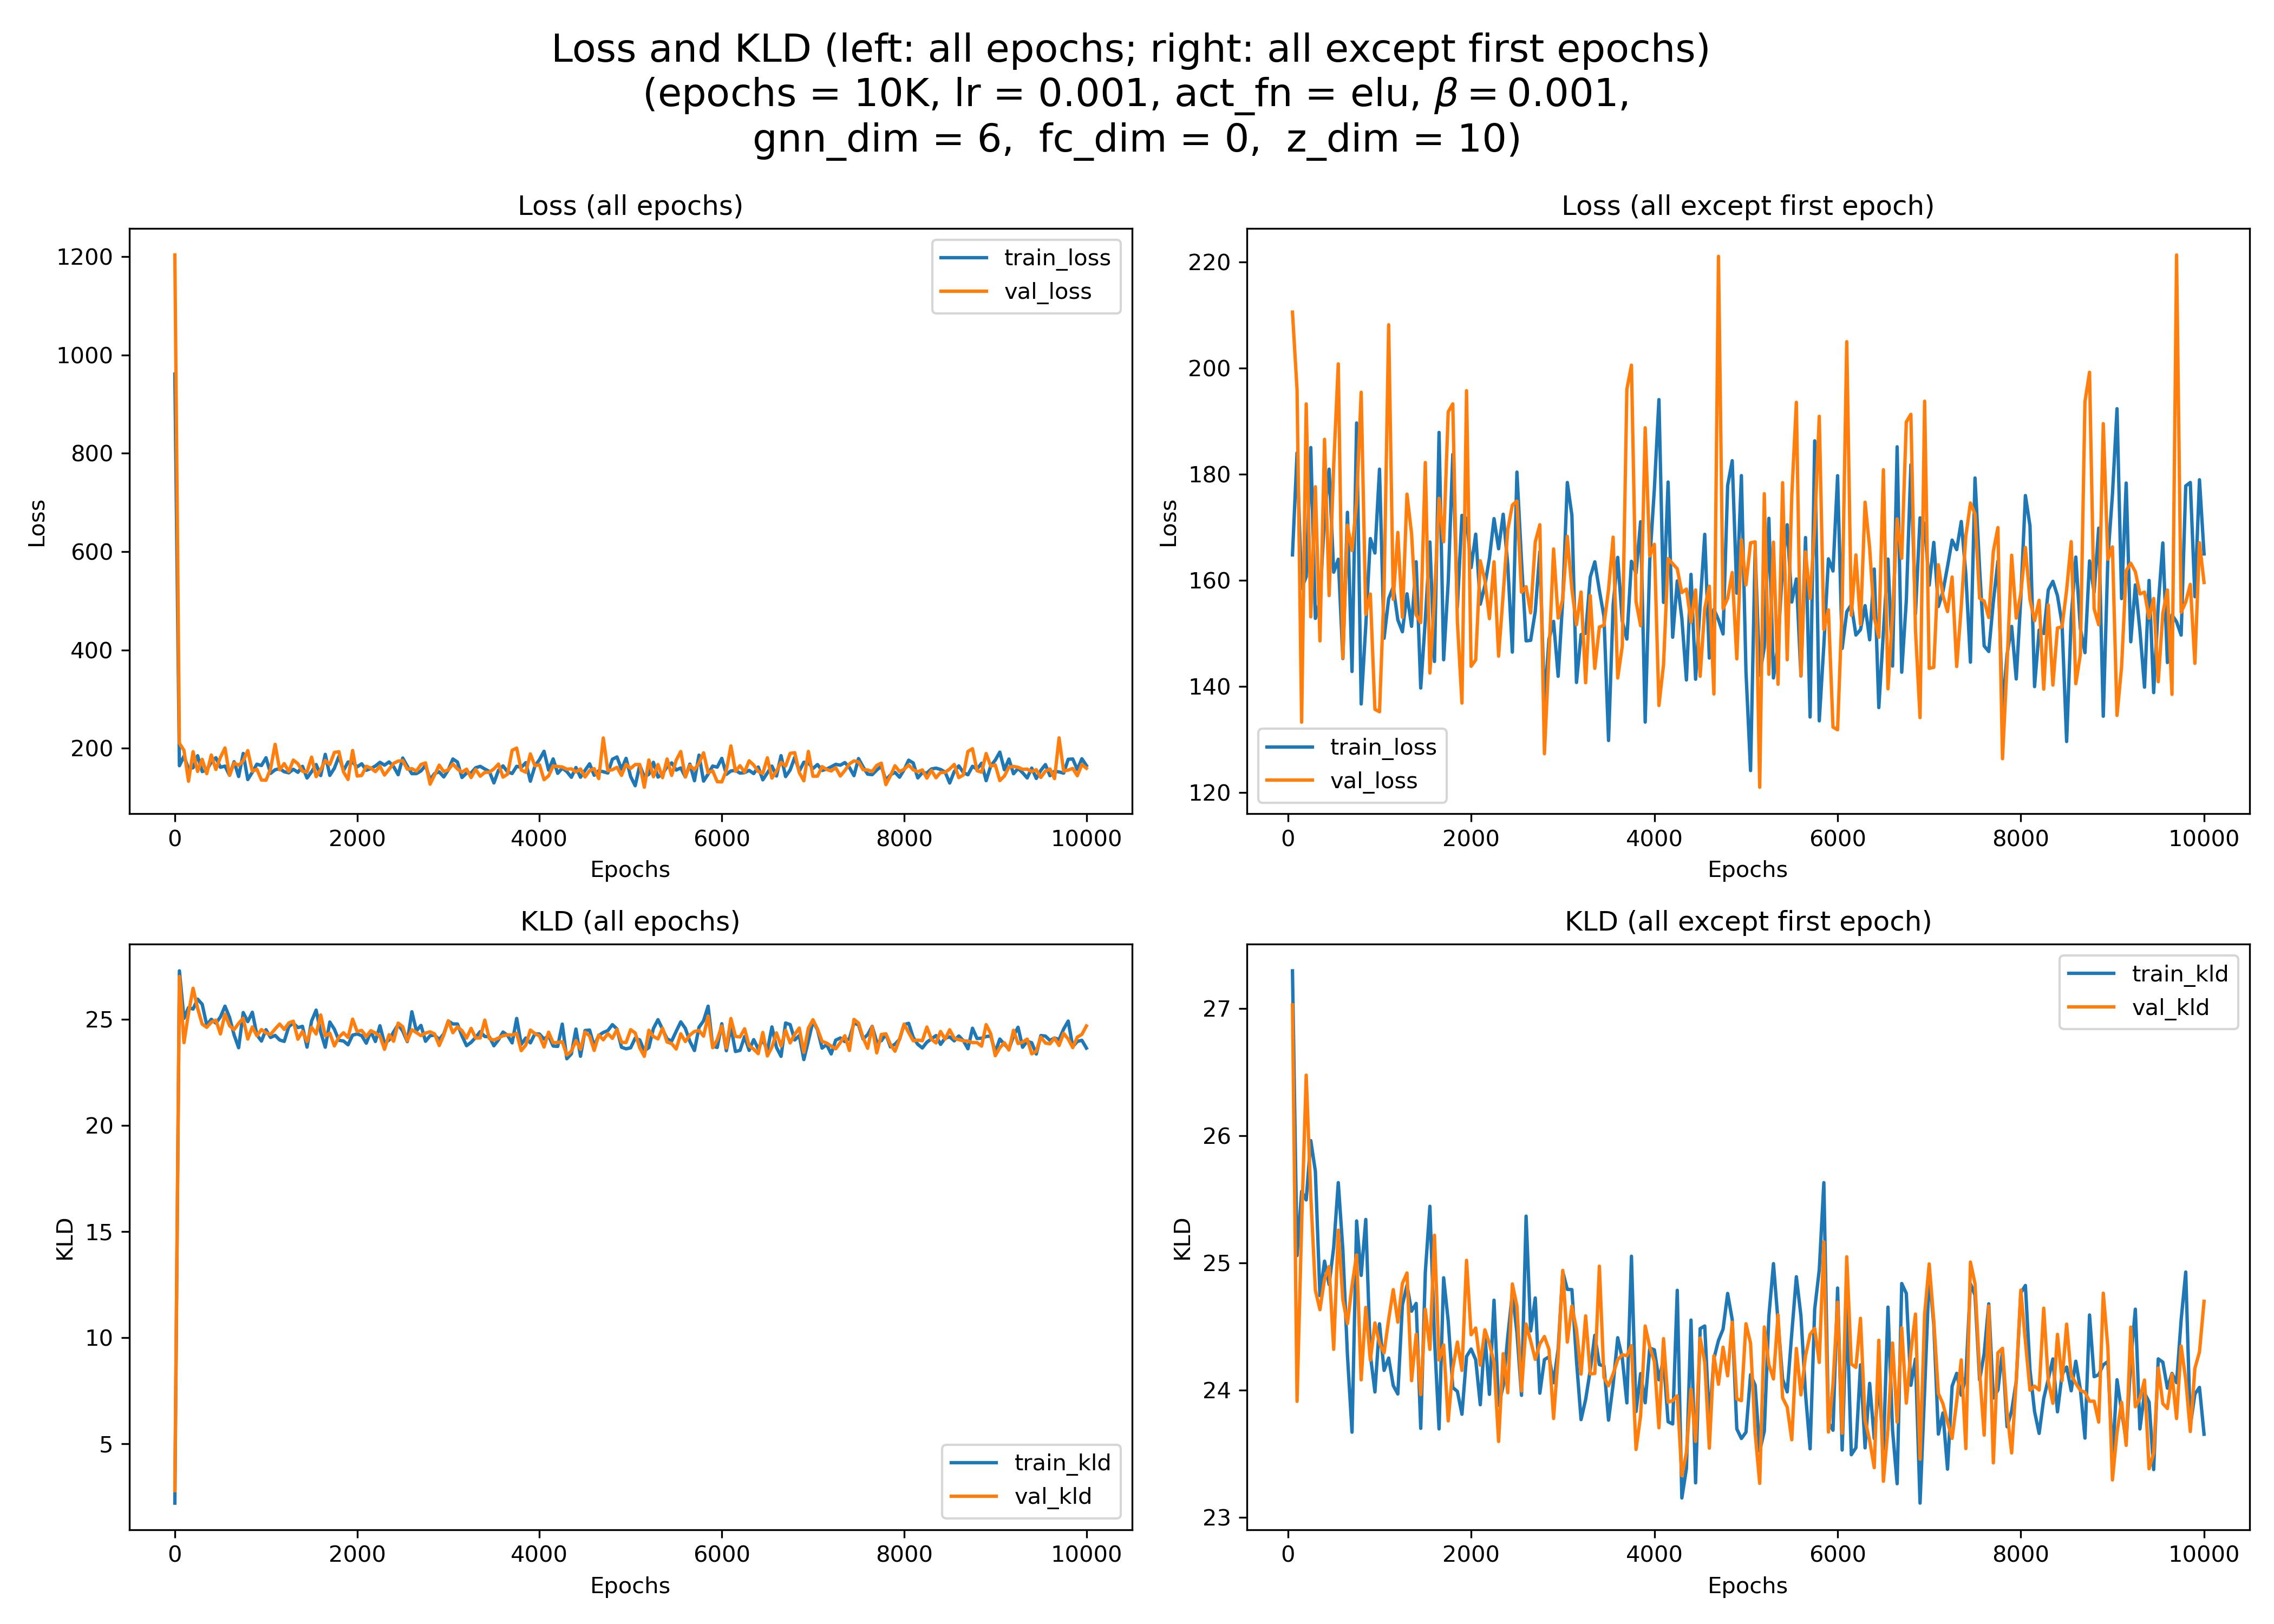 Loss and KLD (left: all epochs; right: all except first epochs)
(epochs = 10K, lr = 0.001, act_fn = elu, β = 0.001,
gnn_dim = 6,  fc_dim = 0,  z_dim = 10)
Loss (all epochs)
1200
1000
800
600
400
200
Loss
train_loss
val_loss
0 2000 4000 6000 8000 10000
Epochs
Loss (all except first epoch)
220
200
180
160
140
120
Loss
train_loss
val_loss
0 2000 4000 6000 8000 10000
Epochs
KLD (all epochs)
25
20
15
10
5
KLD
train_kld
val_kld
0 2000 4000 6000 8000 10000
Epochs
KLD (all except first epoch)
27
26
25
24
23
KLD
train_kld
val_kld
0 2000 4000 6000 8000 10000
Epochs